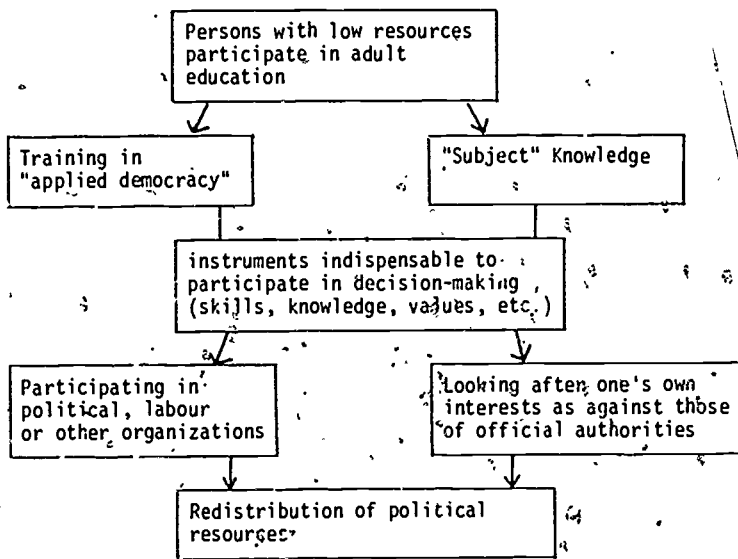 Persons with low resources
participate in adult
education
Training in
"applied democracy"
"Subject" Knowledge
instruments indispensable to
participate in decision-making
(skills, knowledge, values, etc.)
Participating in
political, labour
or other organizations
Looking after one's own
interests as against those
of official authorities
Redistribution of political
resources